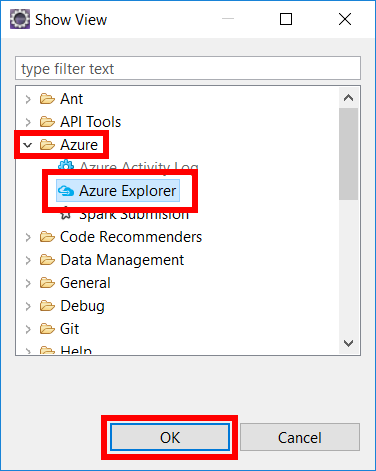 Show View
type filter text
Ant
API Tools
Azure
Azure Activity Log
Azure Explorer
Spark Submision
Code Recommenders
Data Management
General
Debug
Git
Help
OK
Cancel